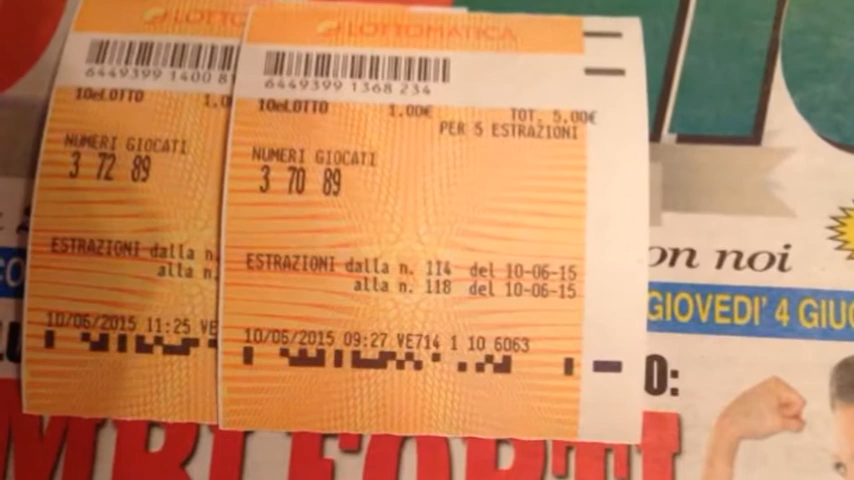 LOTTOMATICA
6449399 1400 8
10eLOTTO 1.0
NUMERI GIOCATI
3 72 89
ESTRAZIONI dalla n.
alla n.
10/06/2015 11:25 VE
6449399 1368 234
10eLOTTO 1.00€ TOT. 5.00€
PER 5 ESTRAZIONI
NUMERI GIOCATI
3 70 89
ESTRAZIONI dalla n. 114 del 10-06-15
alla n. 118 del 10-06-15
10/06/2015 09:27 VE714 1 10 6063
on noi
GIOVEDI' 4 GIUG
O:
MBI FORTI